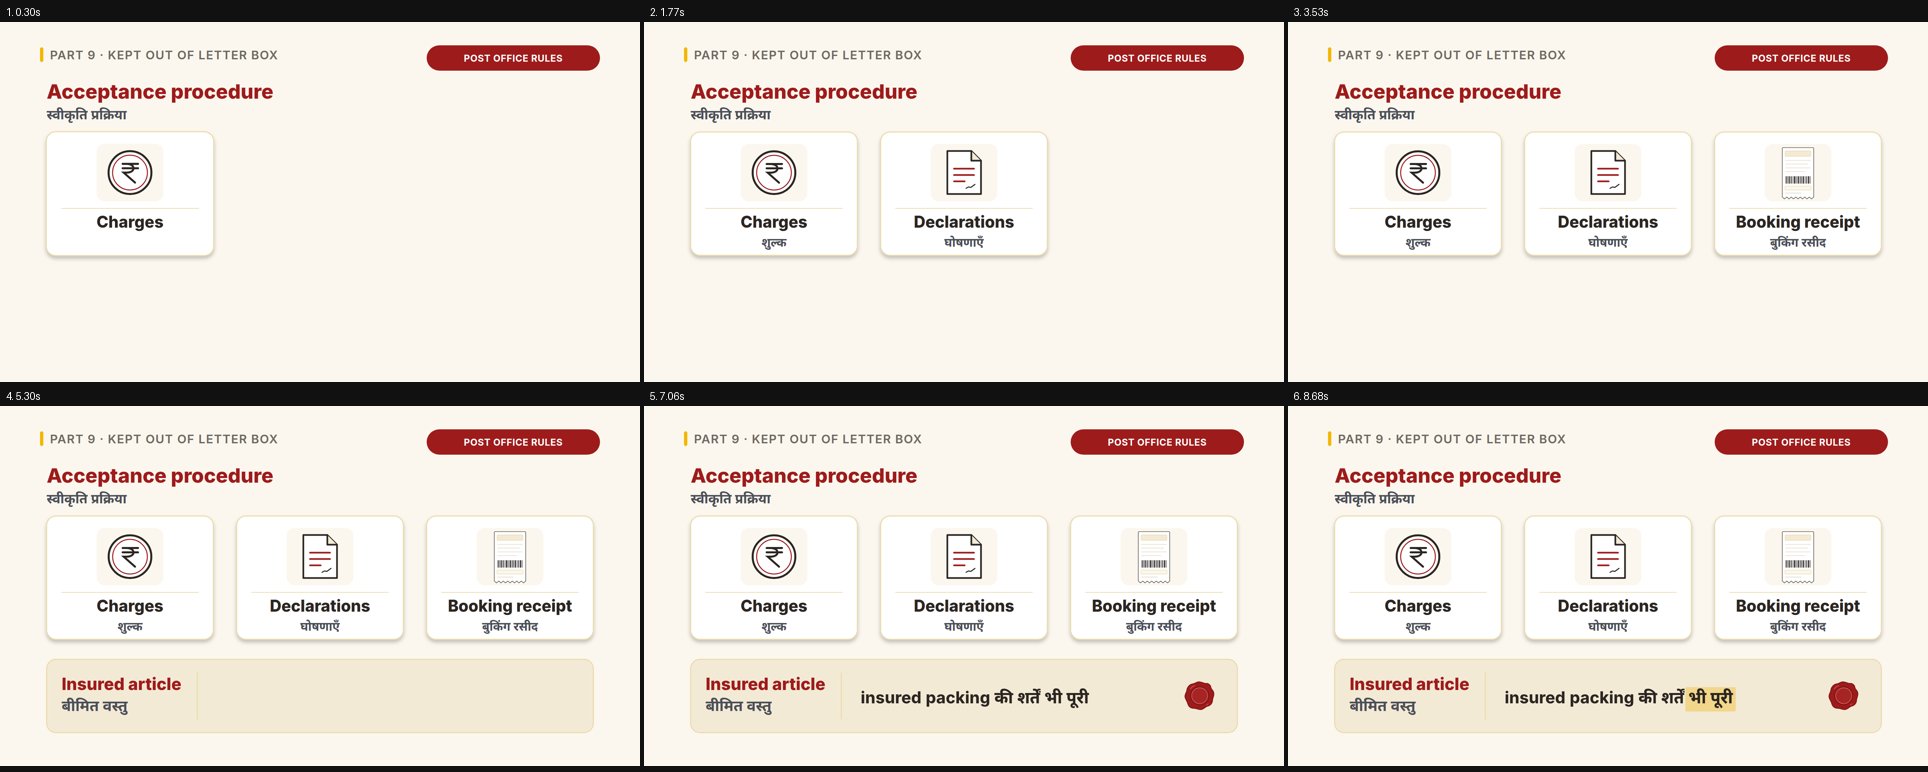 1. 0.30s
PART 9 · KEPT OUT OF LETTER BOX
POST OFFICE RULES
Acceptance procedure
स्वीकृति प्रक्रिया
Charges
2. 1.77s
PART 9 · KEPT OUT OF LETTER BOX
POST OFFICE RULES
Acceptance procedure
स्वीकृति प्रक्रिया
Charges
शुल्क
Declarations
घोषणाएँ
3. 3.53s
PART 9 · KEPT OUT OF LETTER BOX
POST OFFICE RULES
Acceptance procedure
स्वीकृति प्रक्रिया
Charges
शुल्क
Declarations
घोषणाएँ
Booking receipt
बुकिंग रसीद
4. 5.30s
PART 9 · KEPT OUT OF LETTER BOX
POST OFFICE RULES
Acceptance procedure
स्वीकृति प्रक्रिया
Charges
शुल्क
Declarations
घोषणाएँ
Booking receipt
बुकिंग रसीद
Insured article
बीमित वस्तु
5. 7.06s
PART 9 · KEPT OUT OF LETTER BOX
POST OFFICE RULES
Acceptance procedure
स्वीकृति प्रक्रिया
Charges
शुल्क
Declarations
घोषणाएँ
Booking receipt
बुकिंग रसीद
Insured article
बीमित वस्तु
insured packing की शर्तें भी पूरी
6. 8.68s
PART 9 · KEPT OUT OF LETTER BOX
POST OFFICE RULES
Acceptance procedure
स्वीकृति प्रक्रिया
Charges
शुल्क
Declarations
घोषणाएँ
Booking receipt
बुकिंग रसीद
Insured article
बीमित वस्तु
insured packing की शर्तें भी पूरी